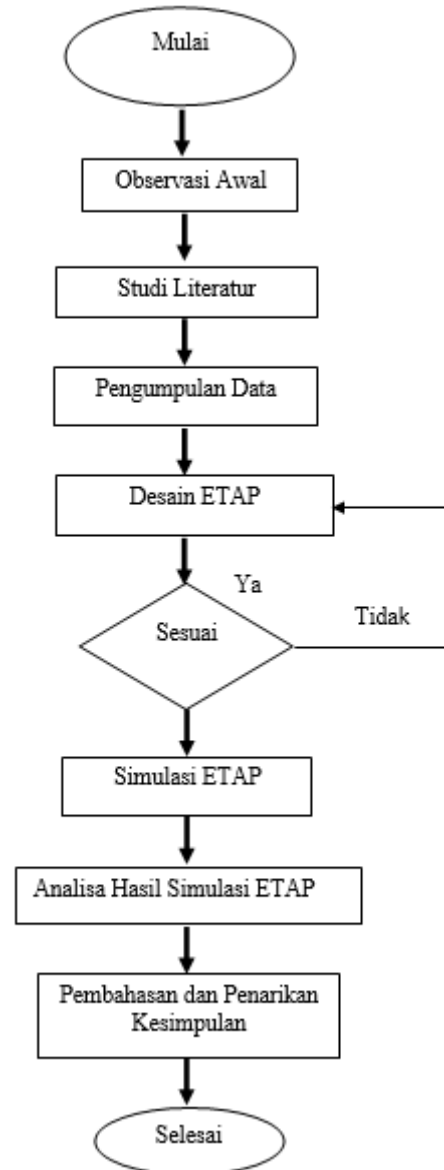 Mulai
Observasi Awal
Studi Literatur
Pengumpulan Data
Desain ETAP
Ya
Sesuai
Tidak
Simulasi ETAP
Analisa Hasil Simulasi ETAP
Pembahasan dan Penarikan
Kesimpulan
Selesai